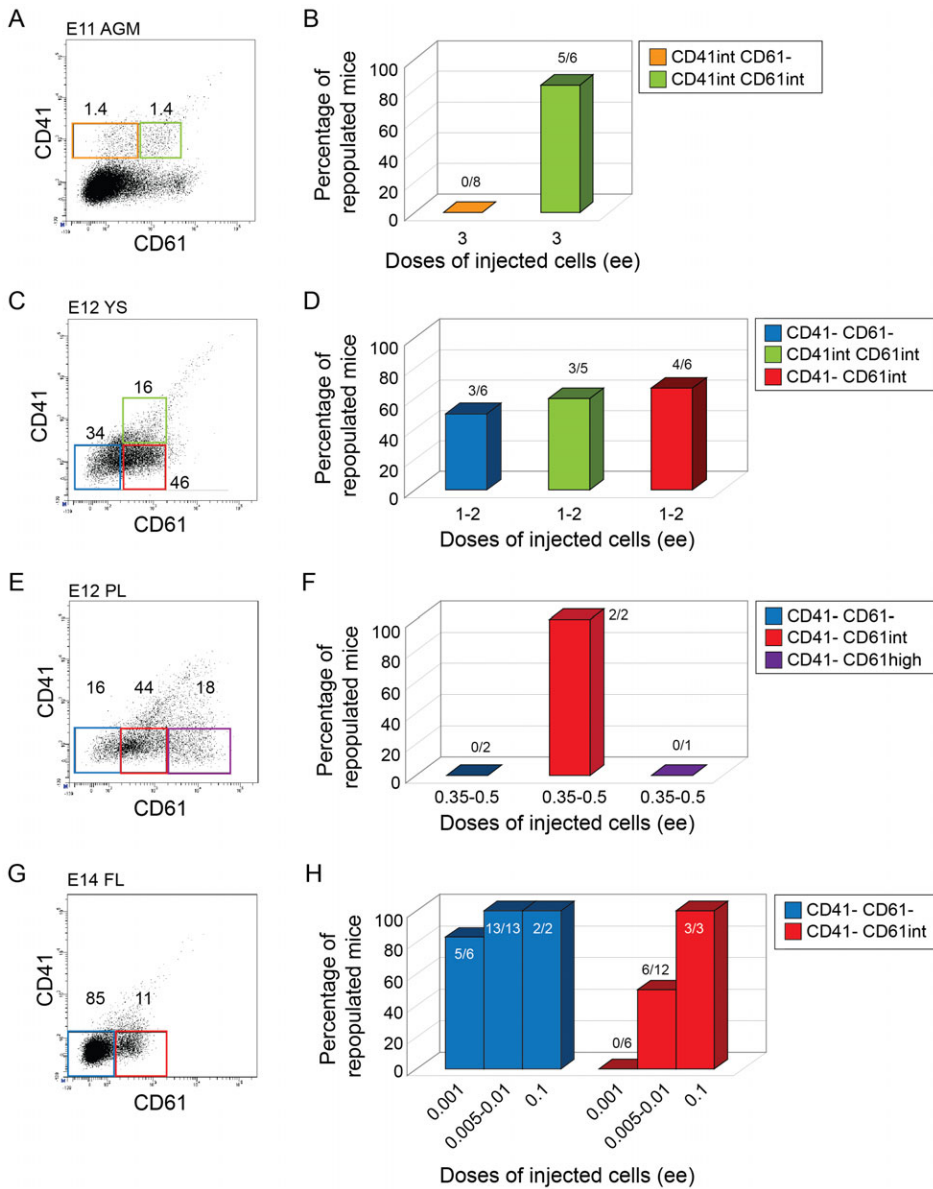 A
E11 AGM
CD41
1.4
1.4
CD61
B
Percentage of
repopulated mice
100
80
60
40
20
0
0/8
5/6
3
3
Doses of injected cells (ee)
CD41int CD61-
CD41int CD61int
C
E12 YS
CD41
16
34
46
CD61
D
Percentage of
repopulated mice
100
80
60
40
20
0
3/6
3/5
4/6
1-2
1-2
1-2
Doses of injected cells (ee)
CD41- CD61-
CD41int CD61int
CD41- CD61int
E
E12 PL
CD41
16
44
18
CD61
F
Percentage of
repopulated mice
100
80
60
40
20
0
0/2
2/2
0/1
0.35-0.5
0.35-0.5
0.35-0.5
Doses of injected cells (ee)
CD41- CD61-
CD41- CD61int
CD41- CD61high
G
E14 FL
CD41
85
11
CD61
H
Percentage of
repopulated mice
100
80
60
40
20
0
5/6
13/13
2/2
0/6
6/12
3/3
0.001
0.005-0.01
0.1
0.001
0.005-0.01
0.1
Doses of injected cells (ee)
CD41- CD61-
CD41- CD61int